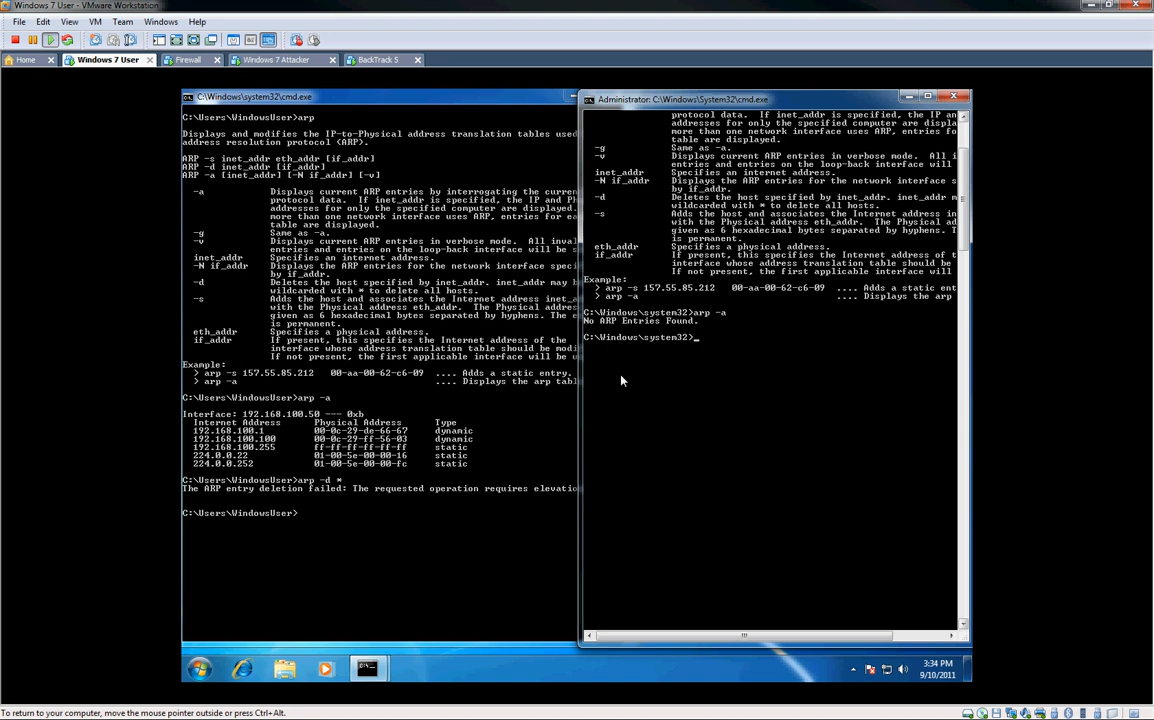 Windows 7 User - VMware Workstation
File Edit View VM Team Windows Help
Home Windows 7 User Firewall Windows 7 Attacker BackTrack 5
C:\Windows\system32\cmd.exe
C:\Users\WindowsUser>arp
Displays and modifies the IP-to-Physical address translation tables used
address resolution protocol (ARP).
ARP -s inet_addr eth_addr [if_addr]
ARP -d inet_addr [if_addr]
ARP -a [inet_addr] [-N if_addr] [-v]
-a Displays current ARP entries by interrogating the curren
protocol data. If inet_addr is specified, the IP and Ph
addresses for only the specified computer are displayed.
more than one network interface uses ARP, entries for ea
table are displayed.
-g Same as -a.
-v Displays current ARP entries in verbose mode. All inval
entries and entries on the loop-back interface will be s
inet_addr Specifies an internet address.
-N if_addr Displays the ARP entries for the network interface speci
by if_addr.
-d Deletes the host specified by inet_addr. inet_addr may b
wildcarded with * to delete all hosts.
-s Adds the host and associates the Internet address inet_a
with the Physical address eth_addr. The Physical address
given as 6 hexadecimal bytes separated by hyphens. The e
is permanent.
eth_addr Specifies a physical address.
if_addr If present, this specifies the Internet address of the
interface whose address translation table should be modi
If not present, the first applicable interface will be u
Example:
> arp -s 157.55.85.212 00-aa-00-62-c6-09 .... Adds a static entry.
> arp -a .... Displays the arp tabl
C:\Users\WindowsUser>arp -a
Interface: 192.168.100.50 --- 0xb
Internet Address Physical Address Type
192.168.100.1 00-0c-29-de-66-67 dynamic
192.168.100.100 00-0c-29-ff-56-03 dynamic
192.168.100.255 ff-ff-ff-ff-ff-ff static
224.0.0.22 01-00-5e-00-00-16 static
224.0.0.252 01-00-5e-00-00-fc static
C:\Users\WindowsUser>arp -d *
The ARP entry deletion failed: The requested operation requires elevatio
C:\Users\WindowsUser>
Administrator: C:\Windows\System32\cmd.exe
protocol data. If inet_addr is specified, the IP an
addresses for only the specified computer are displa
more than one network interface uses ARP, entries fo
table are displayed.
-g Same as -a.
-v Displays current ARP entries in verbose mode. All i
entries and entries on the loop-back interface will
inet_addr Specifies an internet address.
-N if_addr Displays the ARP entries for the network interface s
by if_addr.
-d Deletes the host specified by inet_addr. inet_addr m
wildcarded with * to delete all hosts.
-s Adds the host and associates the Internet address in
with the Physical address eth_addr. The Physical add
given as 6 hexadecimal bytes separated by hyphens. T
is permanent.
eth_addr Specifies a physical address.
if_addr If present, this specifies the Internet address of t
interface whose address translation table should be
If not present, the first applicable interface will
Example:
> arp -s 157.55.85.212 00-aa-00-62-c6-09 .... Adds a static ent
> arp -a .... Displays the arp
C:\Windows\system32>arp -a
No ARP Entries Found.
C:\Windows\system32>_
3:34 PM
9/10/2011
To return to your computer, move the mouse pointer outside or press Ctrl+Alt.